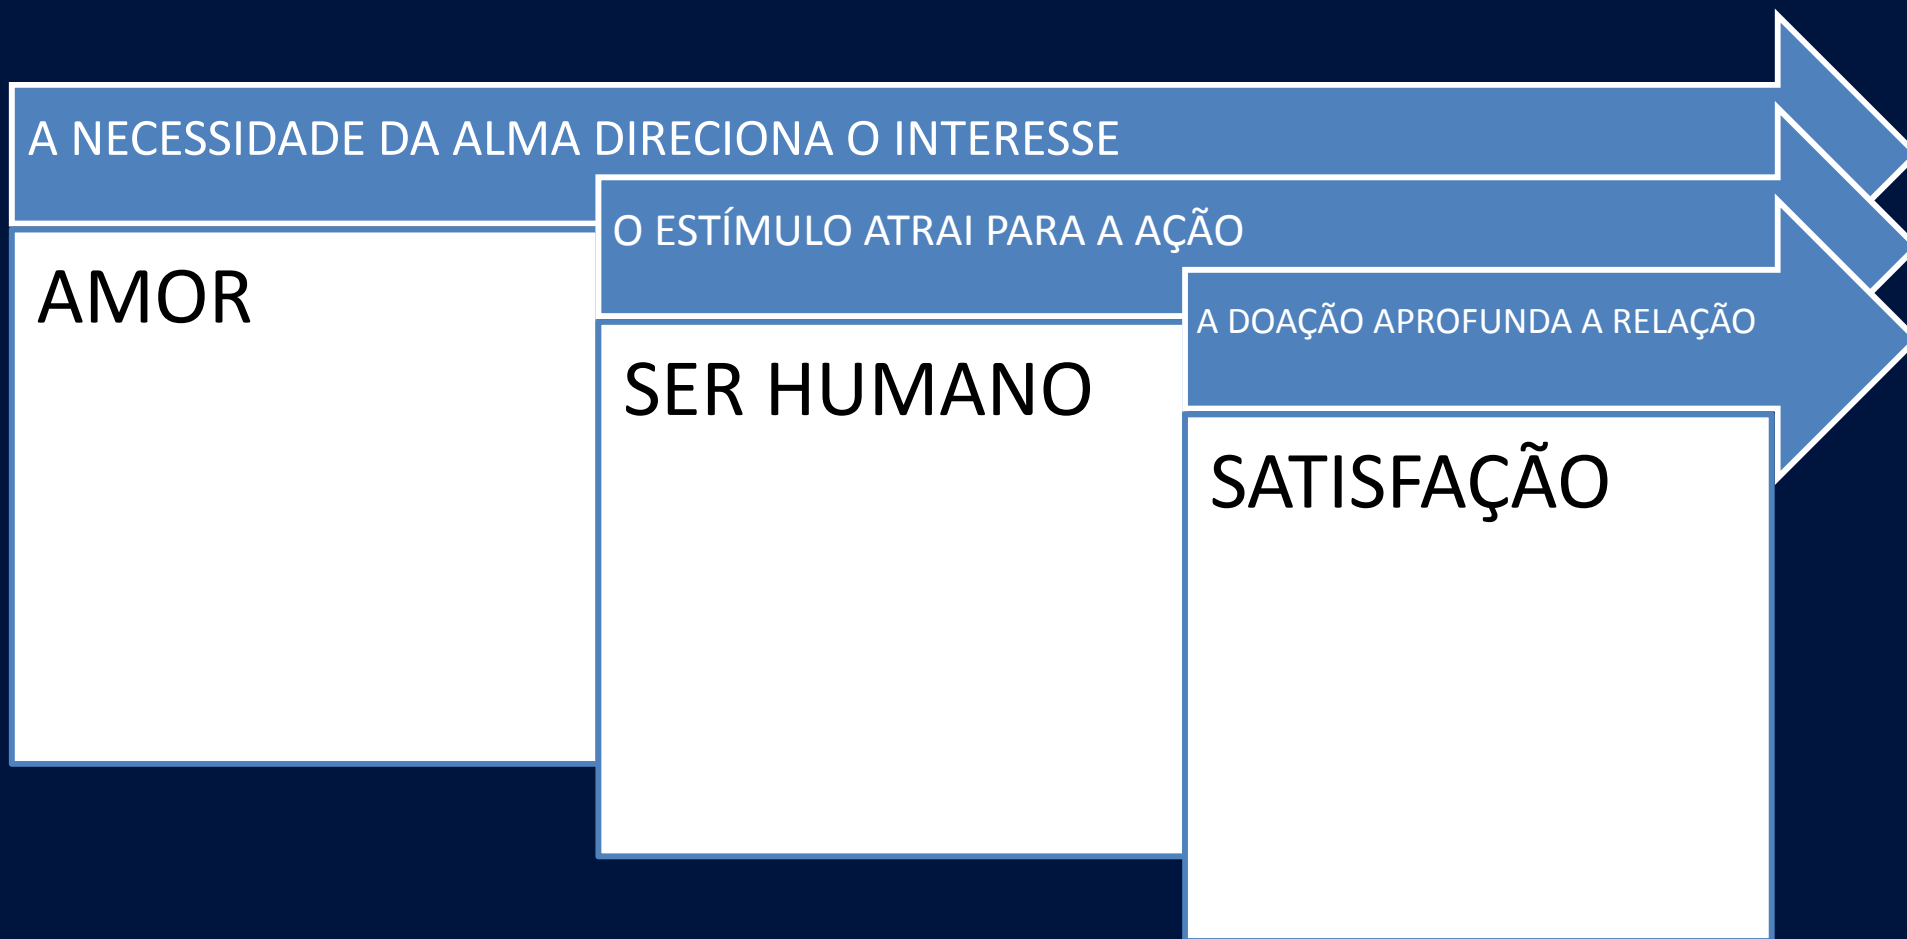 A NECESSIDADE DA ALMA DIRECIONA O INTERESSE
AMOR
O ESTÍMULO ATRAI PARA A AÇÃO
SER HUMANO
A DOAÇÃO APROFUNDA A RELAÇÃO
SATISFAÇÃO